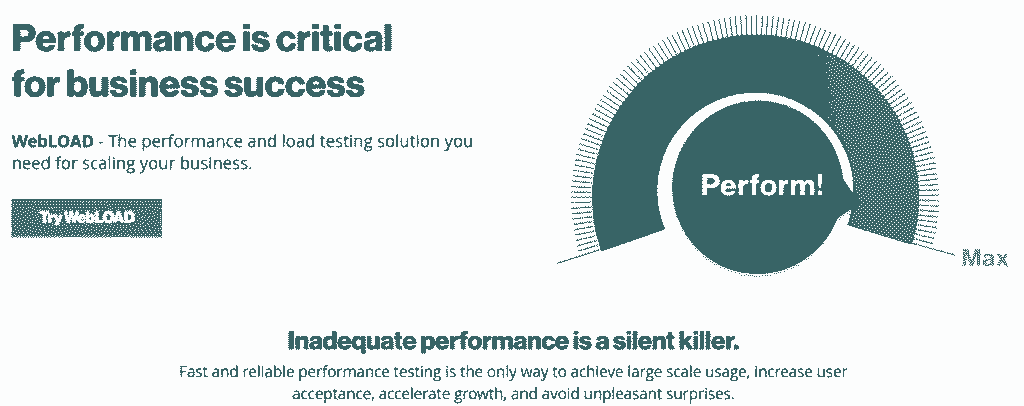 Performance is critical
for business success
WebLOAD - The performance and load testing solution you
need for scaling your business.
Try WebLOAD
Perform!
Max
Inadequate performance is a silent killer.
Fast and reliable performance testing is the only way to achieve large scale usage, increase user
acceptance, accelerate growth, and avoid unpleasant surprises.